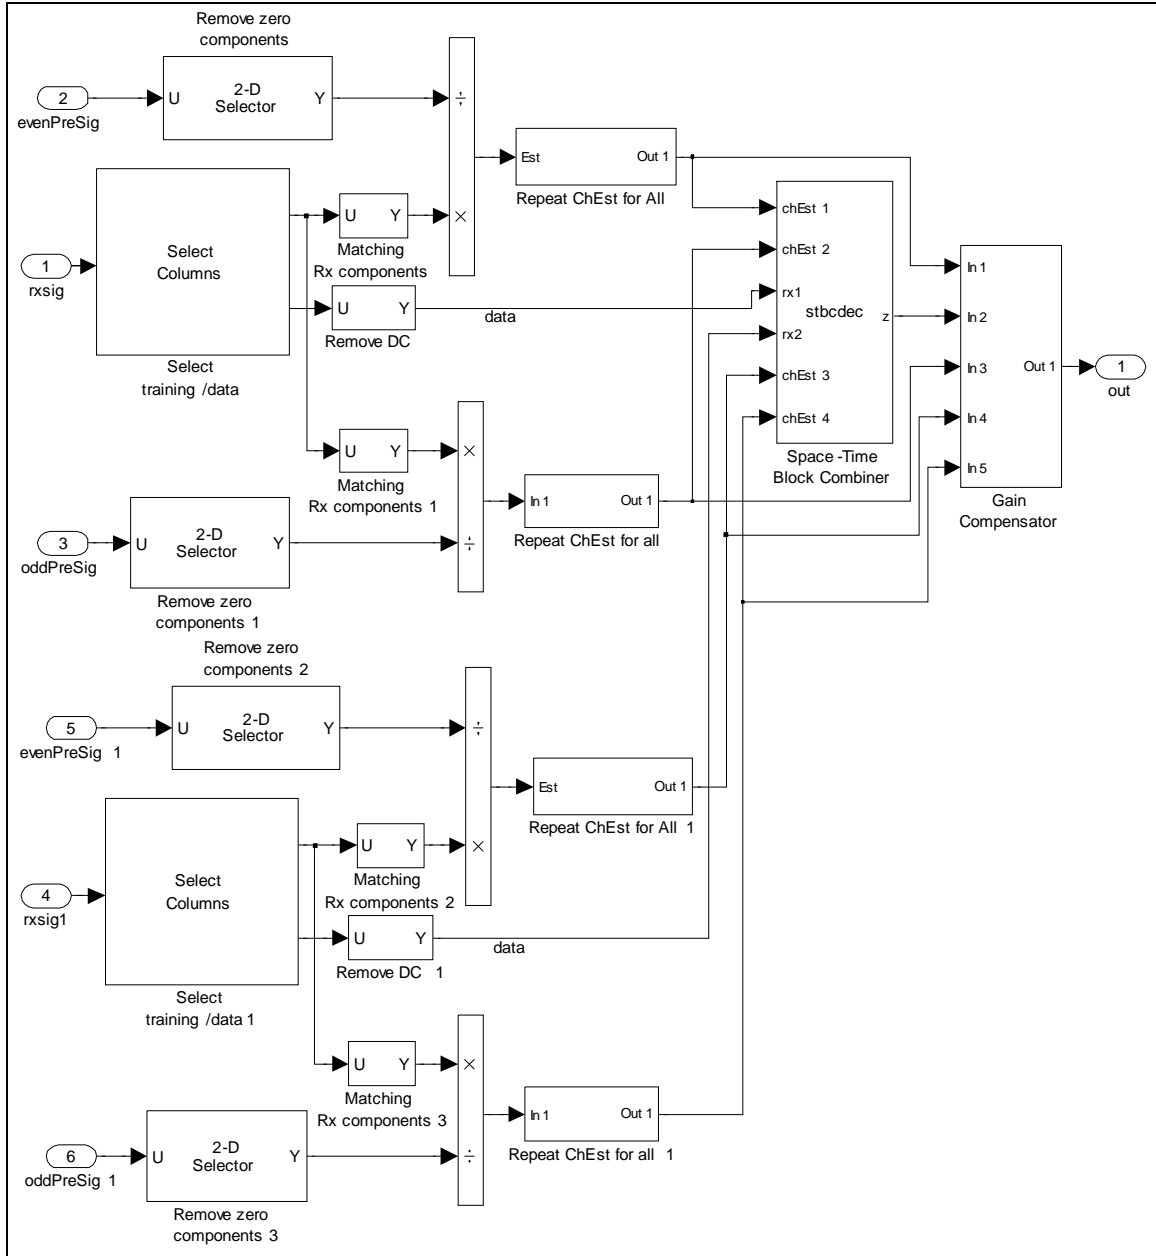 Remove zero
components
2
evenPreSig
U
2-D
Selector
Y
÷
×
Est
Out 1
Repeat ChEst for All
Select
Columns
1
rxsig
Select
training /data
U
Y
Matching
Rx components
U
Y
Remove DC
data
chEst 1
chEst 2
rx1
rx2
chEst 3
chEst 4
stbcdec
z
Space -Time
Block Combiner
In 1
In 2
In 3
In 4
In 5
Out 1
Gain
Compensator
1
out
U
Y
Matching
Rx components 1
×
÷
In 1
Out 1
Repeat ChEst for all
3
oddPreSig
U
2-D
Selector
Y
Remove zero
components 1
Remove zero
components 2
5
evenPreSig 1
U
2-D
Selector
Y
÷
×
Est
Out 1
Repeat ChEst for All 1
Select
Columns
4
rxsig1
Select
training /data 1
U
Y
Matching
Rx components 2
U
Y
Remove DC 1
data
U
Y
Matching
Rx components 3
×
÷
In 1
Out 1
Repeat ChEst for all 1
6
oddPreSig 1
U
2-D
Selector
Y
Remove zero
components 3